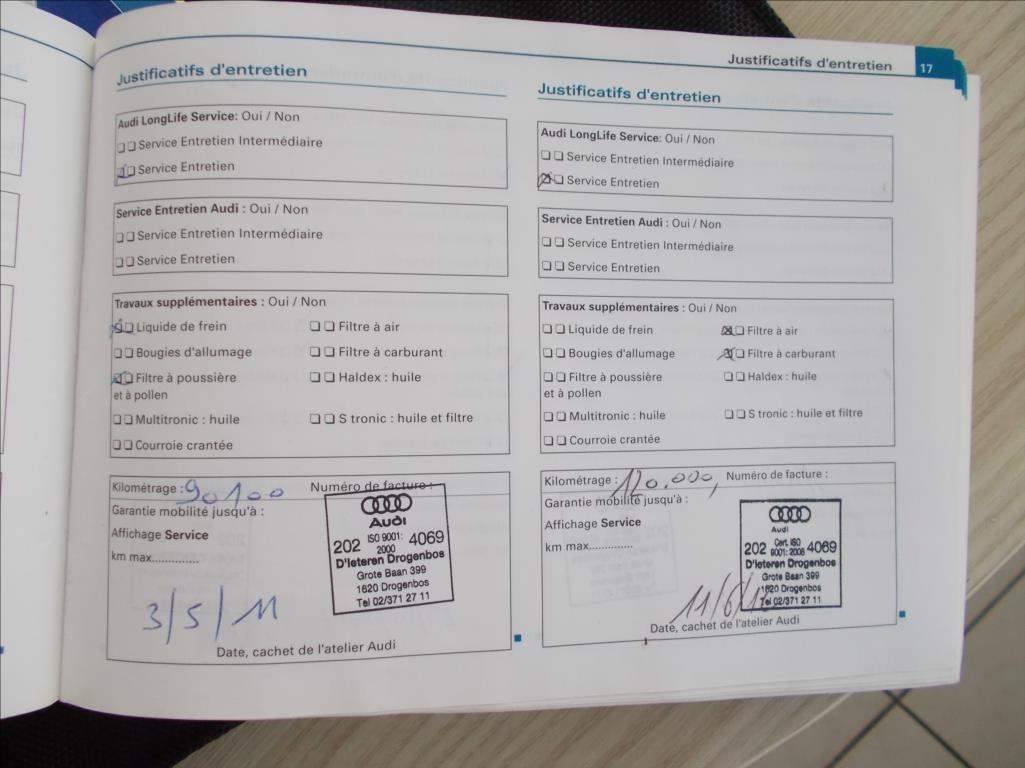 Justificatifs d'entretien
17
Justificatifs d'entretien
Audi LongLife Service: Oui / Non
Service Entretien Intermédiaire
Service Entretien
Service Entretien Audi : Oui / Non
Service Entretien Intermédiaire
Service Entretien
Travaux supplémentaires : Oui / Non
Liquide de frein
Filtre à air
Bougies d'allumage
Filtre à carburant
Filtre à poussière
et à pollen
Haldex : huile
Multitronic : huile
S tronic : huile et filtre
Courroie crantée
Kilométrage : 90100 Numéro de facture :
Garantie mobilité jusqu'à :
Affichage Service
km max..............
Audi
202 ISO 9001: 2000 4069
D'Ieteren Drogenbos
Grote Baan 399
1620 Drogenbos
Tel 02/371 27 11
3/5/11
Date, cachet de l'atelier Audi
Justificatifs d'entretien
Audi LongLife Service: Oui / Non
Service Entretien Intermédiaire
Service Entretien
Service Entretien Audi : Oui / Non
Service Entretien Intermédiaire
Service Entretien
Travaux supplémentaires : Oui / Non
Liquide de frein
Filtre à air
Bougies d'allumage
Filtre à carburant
Filtre à poussière
et à pollen
Haldex : huile
Multitronic : huile
S tronic : huile et filtre
Courroie crantée
Kilométrage : 120.000, Numéro de facture :
Garantie mobilité jusqu'à :
Affichage Service
km max..............
Audi
202 Cert. ISO 9001: 2008 4069
D'Ieteren Drogenbos
Grote Baan 399
1620 Drogenbos
Tel 02/371 27 11
Date, cachet de l'atelier Audi